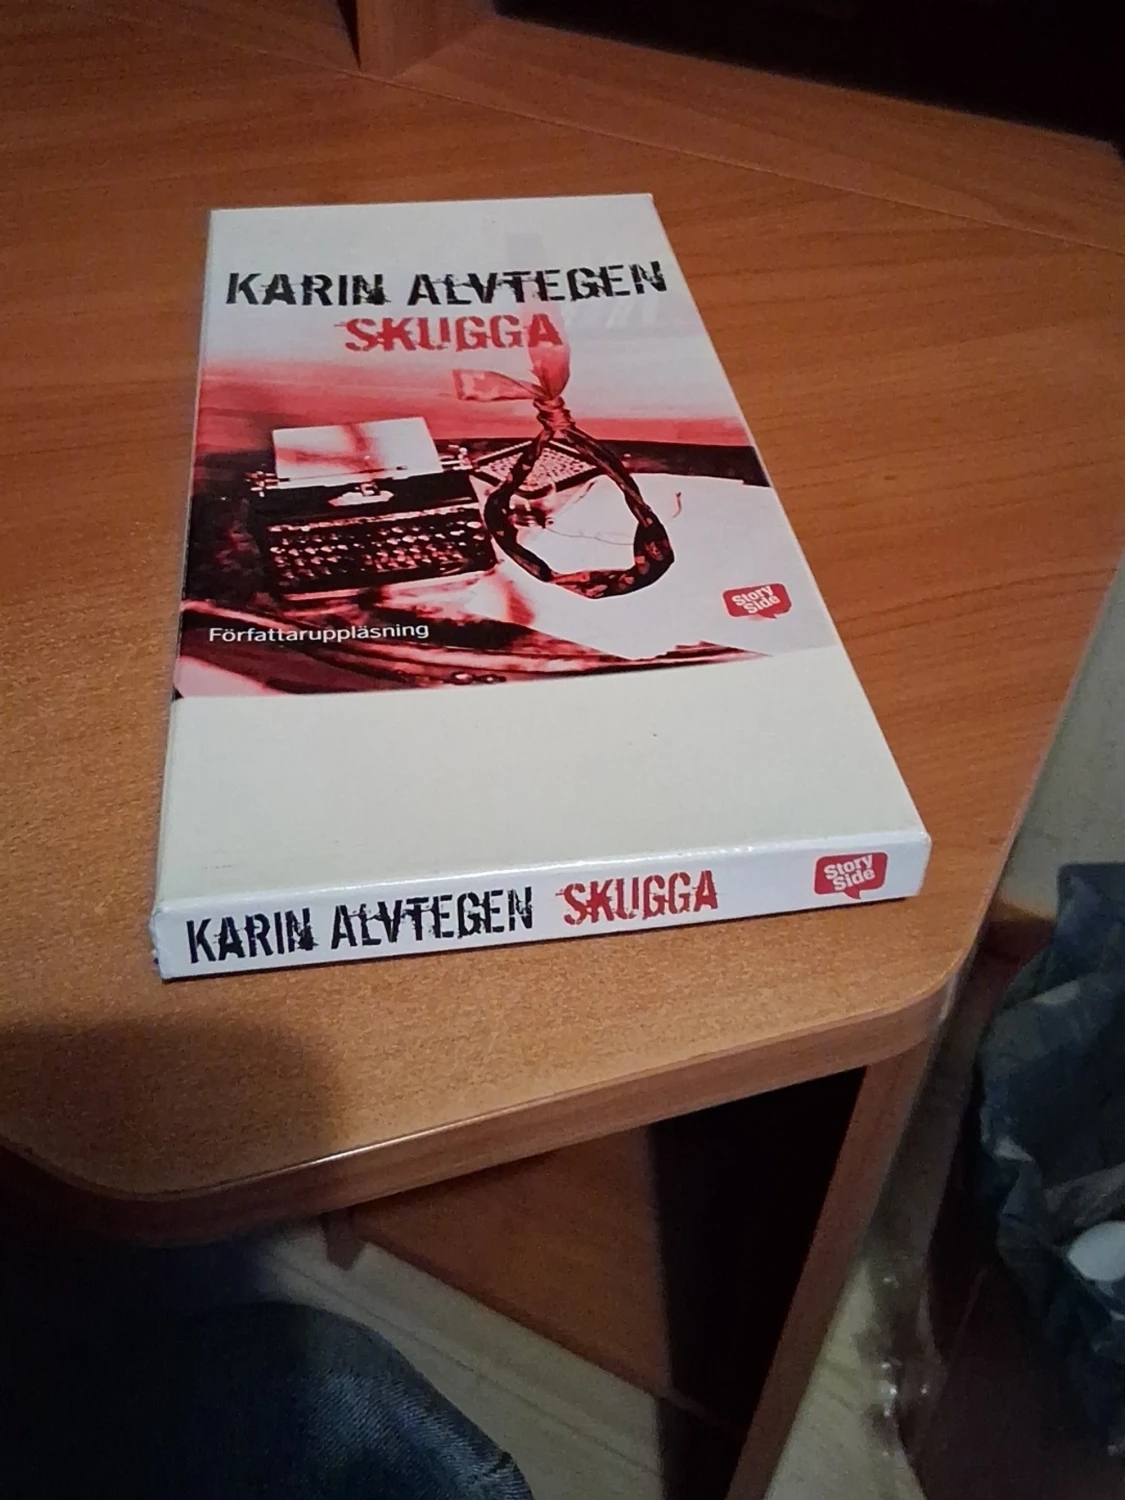 KARIN ALVTEGEN
SKUGGA
Story
Side
Författaruppläsning
KARIN ALVTEGEN SKUGGA
Story
Side